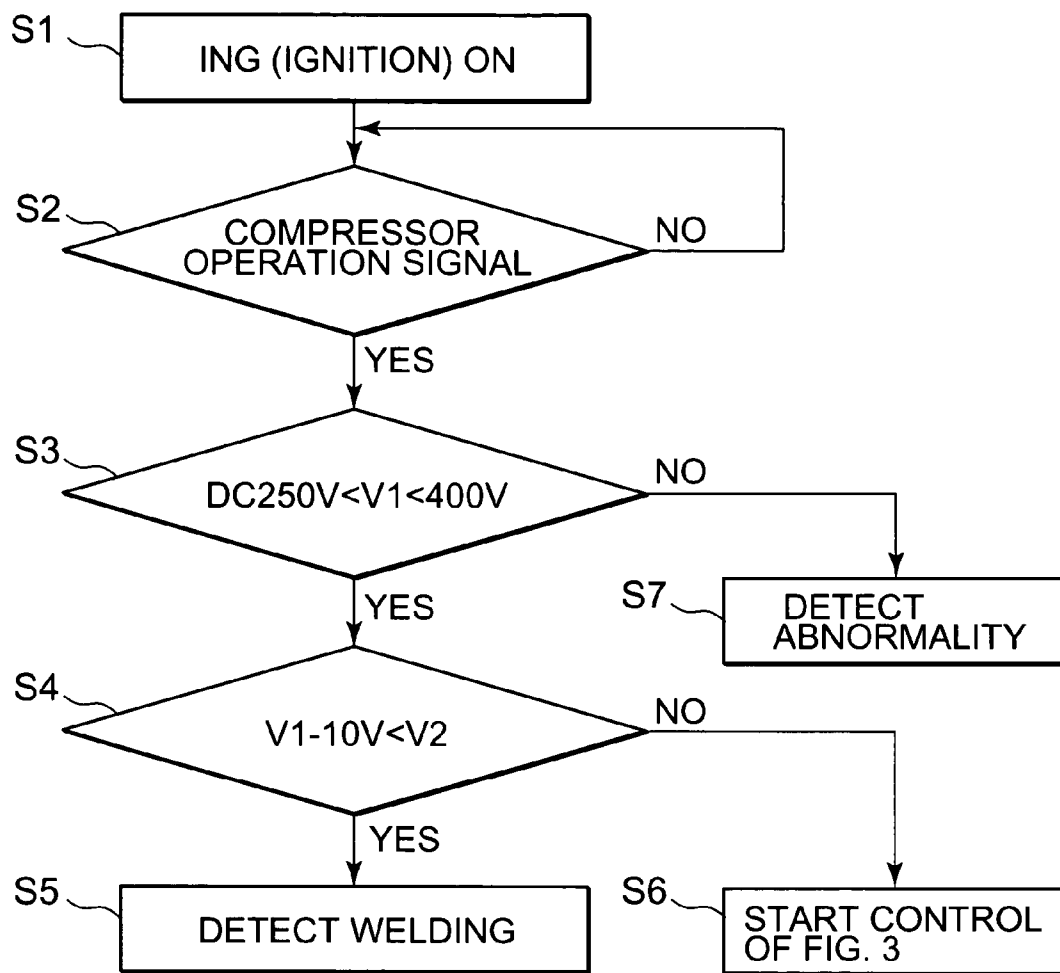 S1
ING (IGNITION) ON
S2
COMPRESSOR
OPERATION SIGNAL
NO
YES
S3
DC250V<V1<400V
NO
YES
S7
DETECT
ABNORMALITY
S4
V1-10V<V2
NO
YES
S5
DETECT WELDING
S6
START CONTROL
OF FIG. 3